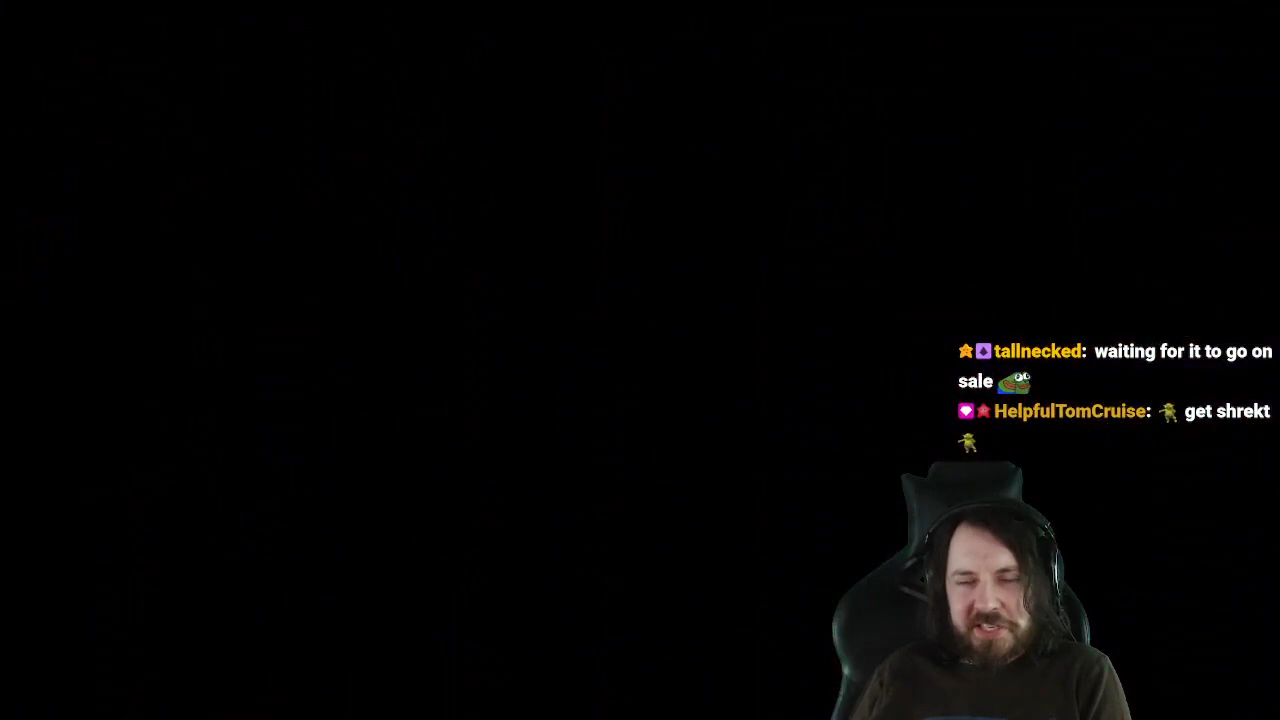 tallnecked: waiting for it to go on
sale
HelpfulTomCruise: get shrekt